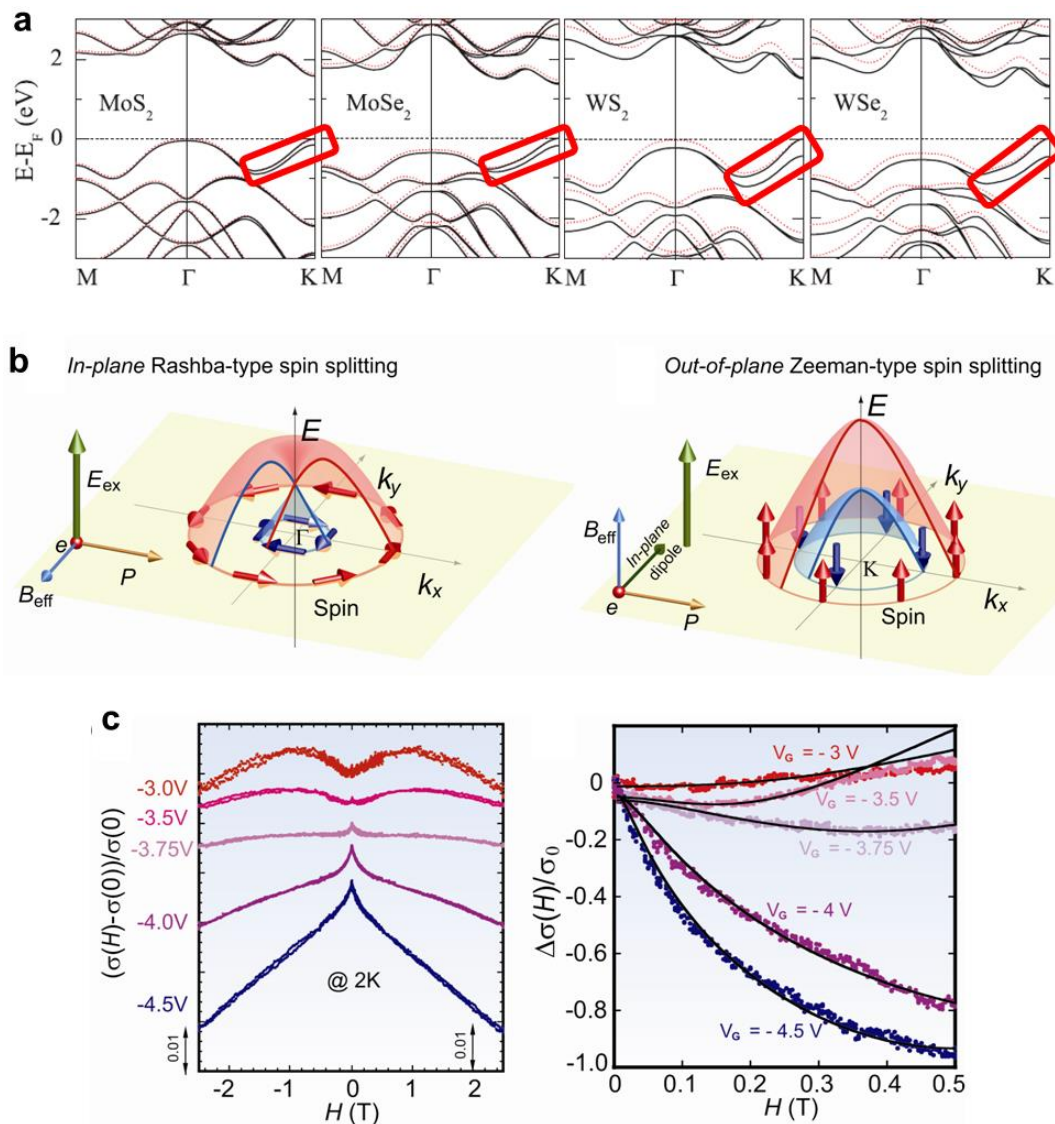 a
2
0
-2
E-E_F (eV)
MoS₂
MoSe₂
WS₂
WSe₂
M Γ K
M Γ K
M Γ K
M Γ K
b
In-plane Rashba-type spin splitting
E_ex
e
P
B_eff
E
k_y
Γ
k_x
Spin
Out-of-plane Zeeman-type spin splitting
E
E_ex
k_y
B_eff
In-plane
dipole
K
k_x
e
P
Spin
c
(σ(H)-σ(0))/σ(0)
-3.0V
-3.5V
-3.75V
-4.0V
-4.5V
@ 2K
0.01
0.01
-2 -1 0 1 2
H (T)
Δσ(H)/σ₀
0
-0.2
-0.4
-0.6
-0.8
-1.0
V_G = - 3 V
V_G = - 3.5 V
V_G = - 3.75 V
V_G = - 4 V
V_G = - 4.5 V
0 0.1 0.2 0.3 0.4 0.5
H (T)